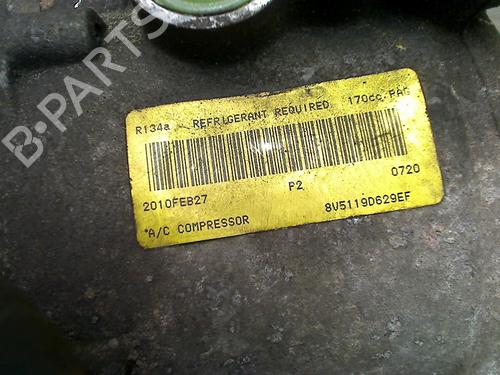 B-PARTS
R134a REFRIGERANT REQUIRED 170cc PAG
2010FEB27 P2 0720
*A/C COMPRESSOR 8V5119D629EF